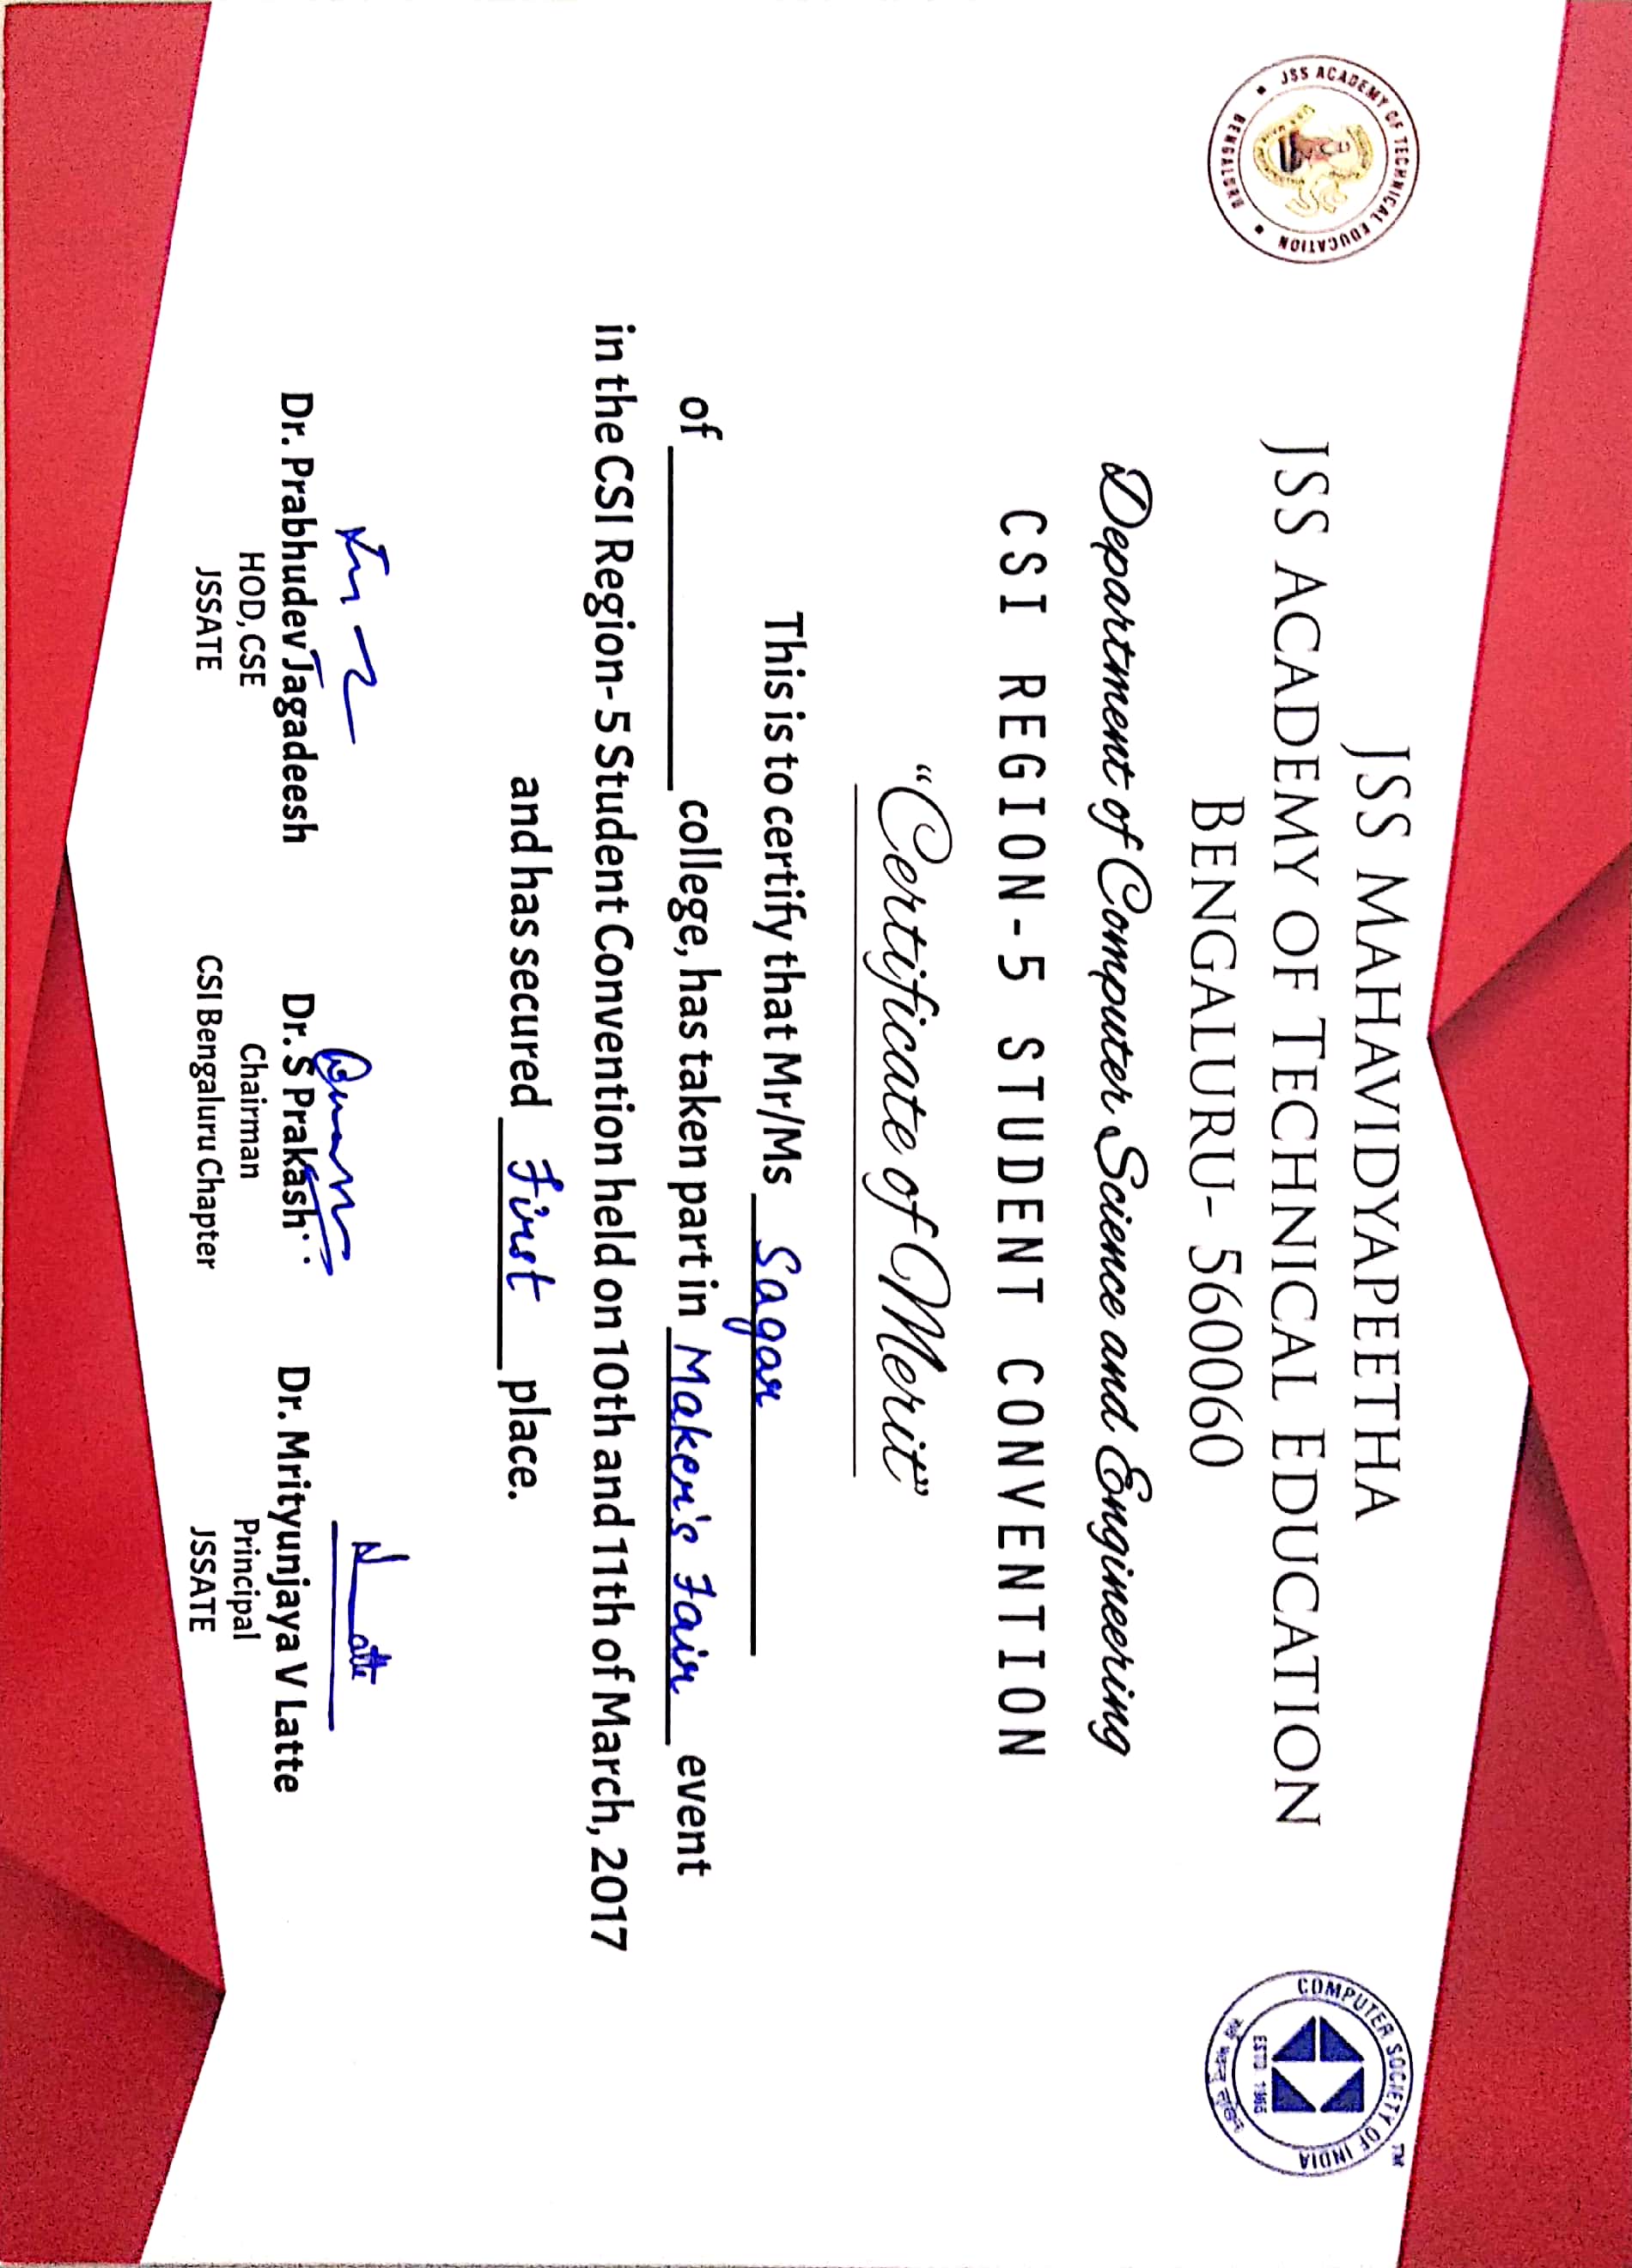 JSS MAHAVIDYAPEETHA
JSS ACADEMY OF TECHNICAL EDUCATION
BENGALURU- 560060
JSS ACADEMY OF TECHNICAL EDUCATION
BENGALURU
COMPUTER SOCIETY OF INDIA
TM
ESTD 1965
Department of Computer Science and Engineering
CSI REGION-5 STUDENT CONVENTION
“Certificate of Merit”
This is to certify that Mr/Ms Sagar
of college, has taken part in Maker's Fair event
in the CSI Region- 5 Student Convention held on 10th and 11th of March, 2017
and has secured First place.
Dr. Prabhudev Jagadeesh
HOD, CSE
JSSATE
Dr. S Prakash
Chairman
CSI Bengaluru Chapter
Dr. Mrityunjaya V Latte
Principal
JSSATE